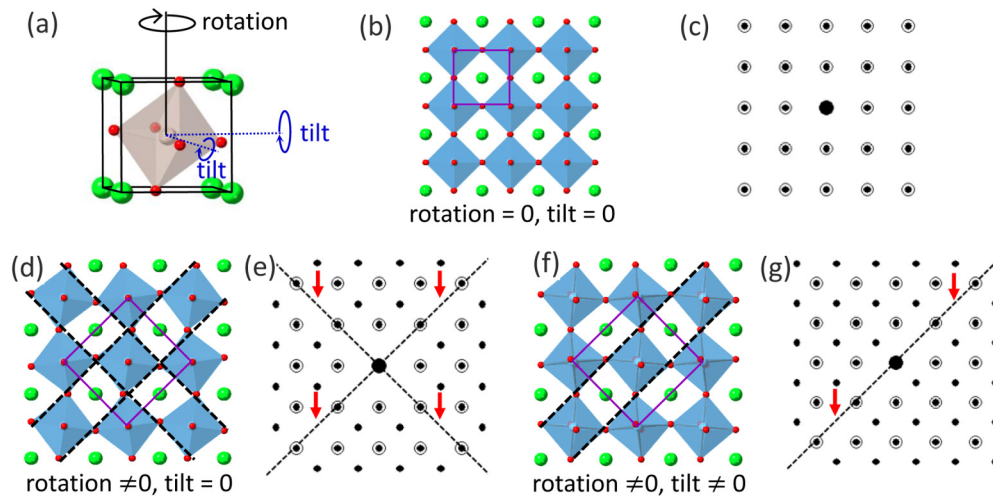 (a)
rotation
tilt
tilt
(b)
rotation = 0, tilt = 0
(c)
(d)
rotation ≠0, tilt = 0
(e)
(f)
rotation ≠0, tilt ≠ 0
(g)